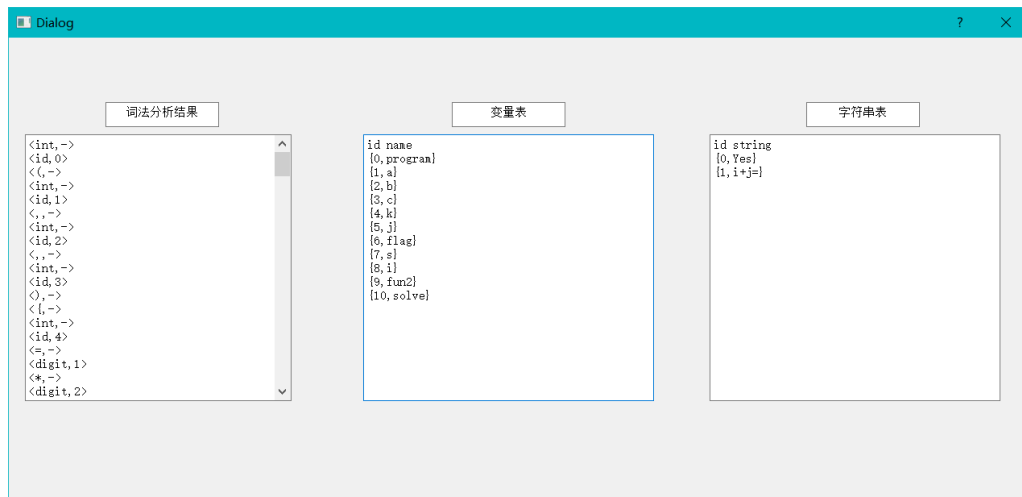 Dialog
?
词法分析结果
<int,->
<id,0>
<(,->
<int,->
<id,1>
<,,->
<int,->
<id,2>
<,,->
<int,->
<id,3>
<),->
<{,->
<int,->
<id,4>
<=,->
<digit,1>
<*,->
<digit,2>
变量表
id name
{0,program}
{1,a}
{2,b}
{3,c}
{4,k}
{5,j}
{6,flag}
{7,s}
{8,i}
{9,fun2}
{10,solve}
字符串表
id string
{0,Yes}
{1,i+j=}